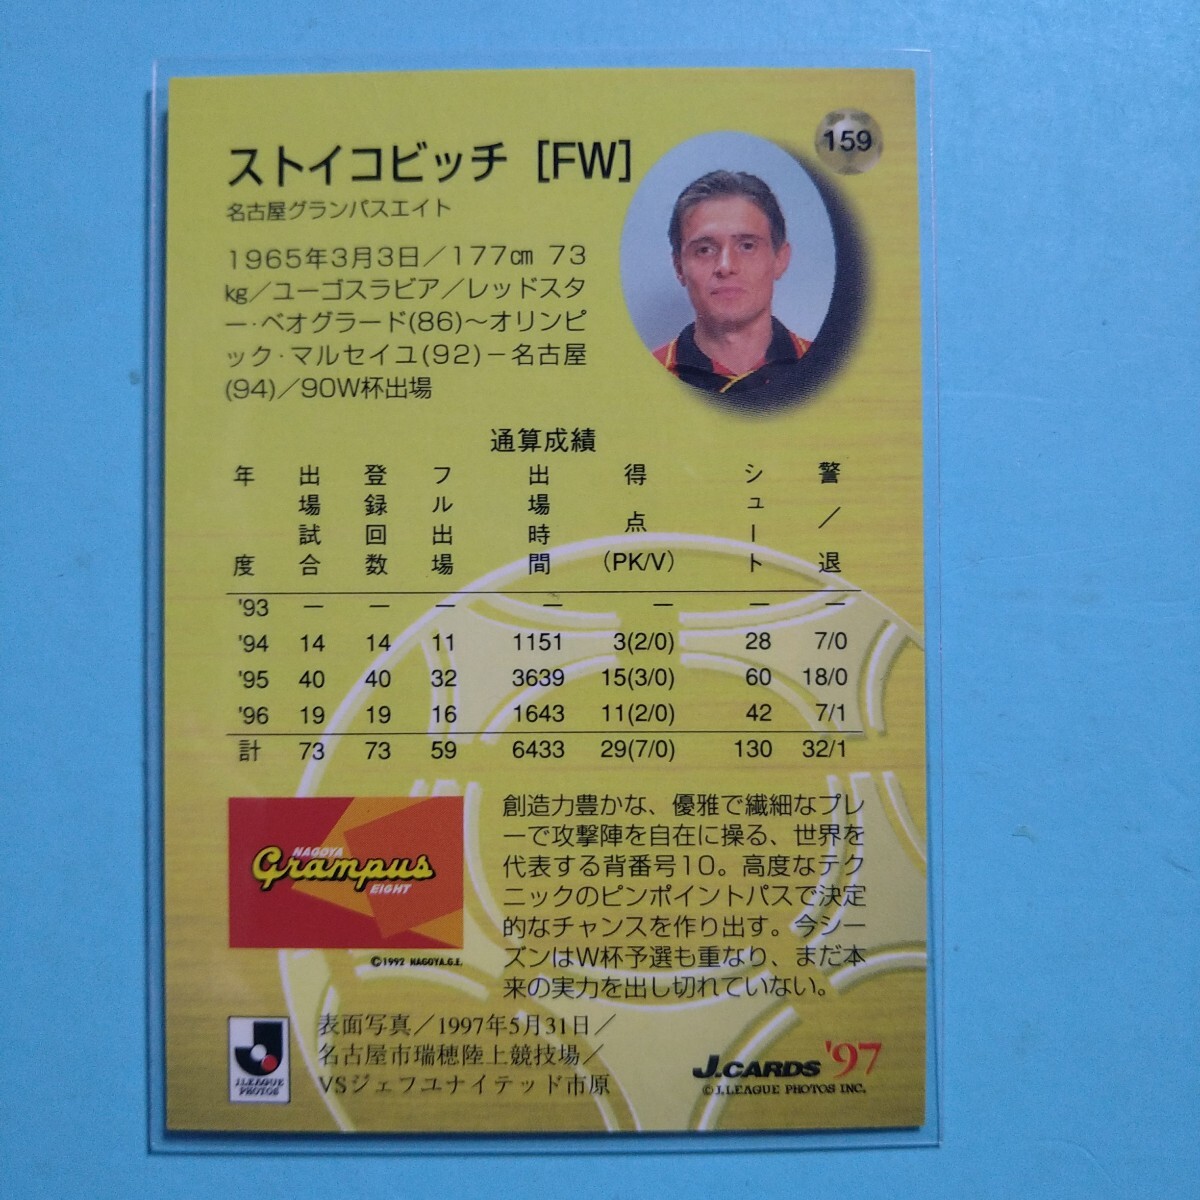 159
ストイコビッチ [FW]
名古屋グランパスエイト
1965年3月3日／177㎝ 73
㎏／ユーゴスラビア／レッドスタ
ー・ベオグラード(86)～オリンピ
ック・マルセイユ(92)－名古屋
(94)／90W杯出場
通算成績
年度 出場試合 登録回数 フル出場 出場時間 得点(PK/V) シュート 警／退
'93 － － － － － － －
'94 14 14 11 1151 3(2/0) 28 7/0
'95 40 40 32 3639 15(3/0) 60 18/0
'96 19 19 16 1643 11(2/0) 42 7/1
計 73 73 59 6433 29(7/0) 130 32/1
創造力豊かな、優雅で繊細なプレ
ーで攻撃陣を自在に操る、世界を
代表する背番号10。高度なテク
ニックのピンポイントパスで決定
的なチャンスを作り出す。今シー
ズンはW杯予選も重なり、まだ本
来の実力を出し切れていない。
NAGOYA
Grampus
EIGHT
©1992 NAGOYA.G.E.
J.LEAGUE
PHOTOS
表面写真／1997年5月31日／
名古屋市瑞穂陸上競技場／
VSジェフユナイテッド市原
J.CARDS '97
©J.LEAGUE PHOTOS INC.